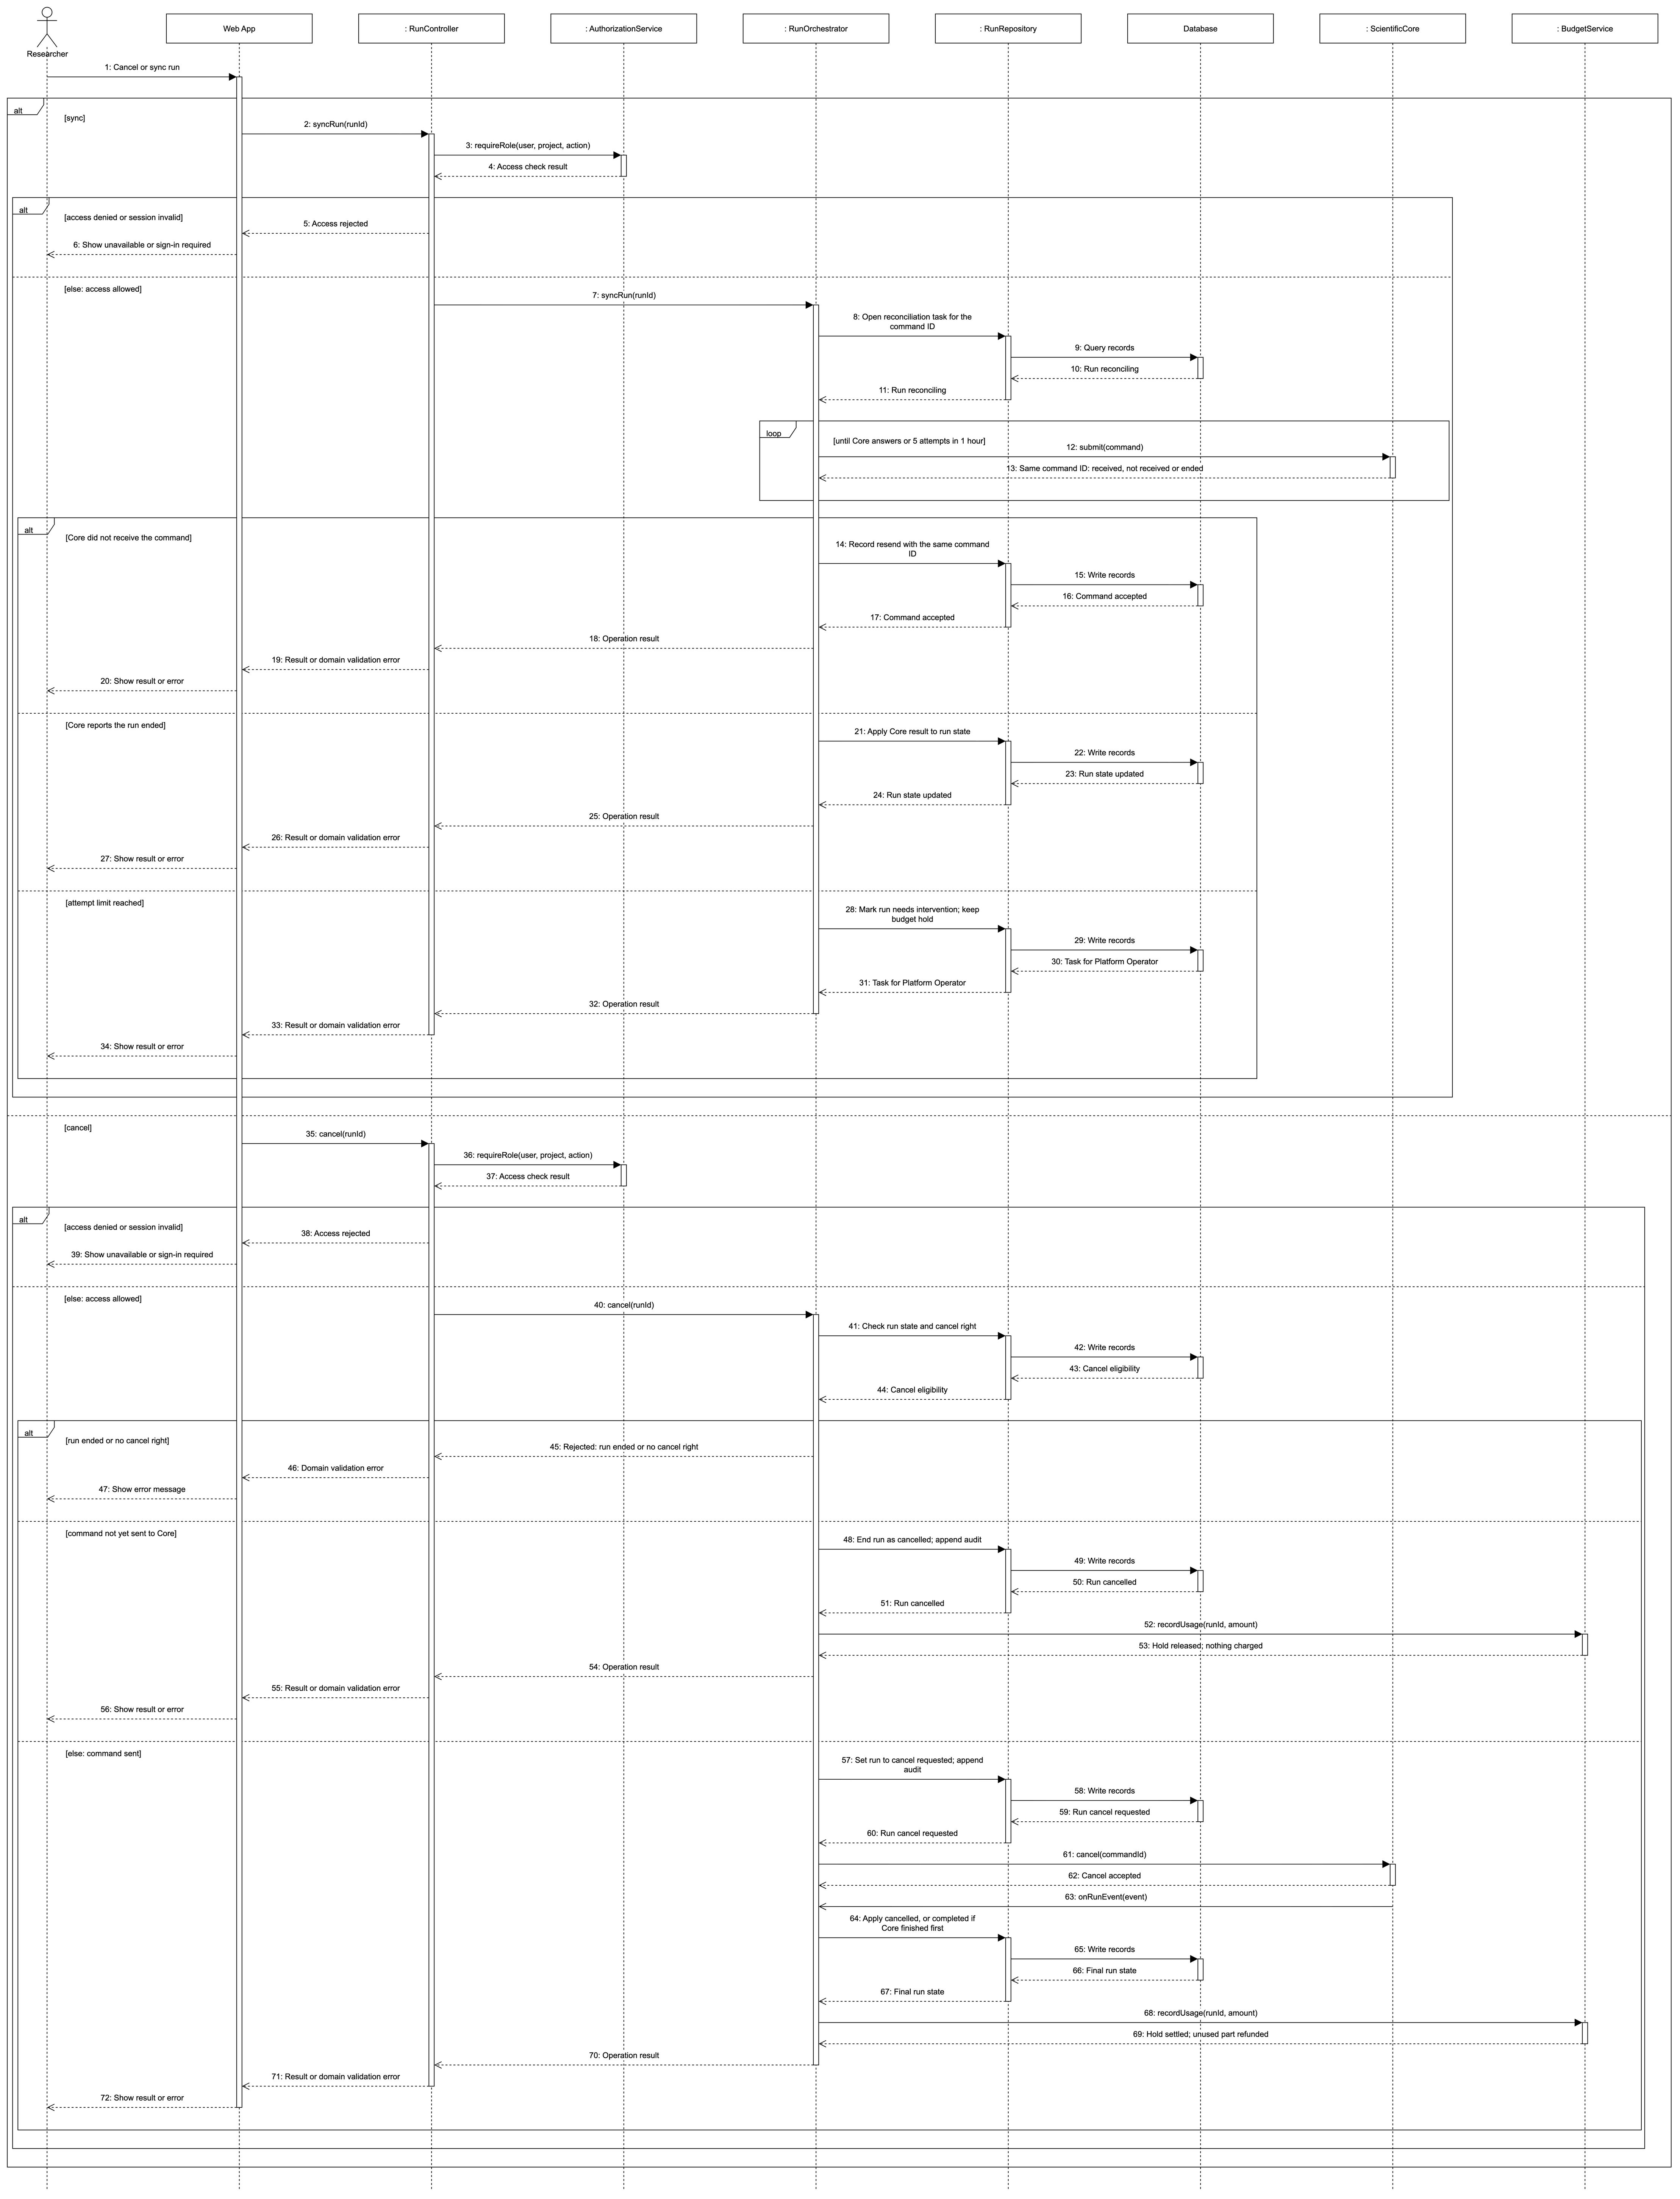 Researcher
Web App
: RunController
: AuthorizationService
: RunOrchestrator
: RunRepository
Database
: ScientificCore
: BudgetService
1: Cancel or sync run
alt
[sync]
2: syncRun(runId)
3: requireRole(user, project, action)
4: Access check result
alt
[access denied or session invalid]
5: Access rejected
6: Show unavailable or sign-in required
[else: access allowed]
7: syncRun(runId)
8: Open reconciliation task for the
command ID
9: Query records
10: Run reconciling
11: Run reconciling
loop
[until Core answers or 5 attempts in 1 hour]
12: submit(command)
13: Same command ID: received, not received or ended
alt
[Core did not receive the command]
14: Record resend with the same command
ID
15: Write records
16: Command accepted
17: Command accepted
18: Operation result
19: Result or domain validation error
20: Show result or error
[Core reports the run ended]
21: Apply Core result to run state
22: Write records
23: Run state updated
24: Run state updated
25: Operation result
26: Result or domain validation error
27: Show result or error
[attempt limit reached]
28: Mark run needs intervention; keep
budget hold
29: Write records
30: Task for Platform Operator
31: Task for Platform Operator
32: Operation result
33: Result or domain validation error
34: Show result or error
[cancel]
35: cancel(runId)
36: requireRole(user, project, action)
37: Access check result
alt
[access denied or session invalid]
38: Access rejected
39: Show unavailable or sign-in required
[else: access allowed]
40: cancel(runId)
41: Check run state and cancel right
42: Write records
43: Cancel eligibility
44: Cancel eligibility
alt
[run ended or no cancel right]
45: Rejected: run ended or no cancel right
46: Domain validation error
47: Show error message
[command not yet sent to Core]
48: End run as cancelled; append audit
49: Write records
50: Run cancelled
51: Run cancelled
52: recordUsage(runId, amount)
53: Hold released; nothing charged
54: Operation result
55: Result or domain validation error
56: Show result or error
[else: command sent]
57: Set run to cancel requested; append
audit
58: Write records
59: Run cancel requested
60: Run cancel requested
61: cancel(commandId)
62: Cancel accepted
63: onRunEvent(event)
64: Apply cancelled, or completed if
Core finished first
65: Write records
66: Final run state
67: Final run state
68: recordUsage(runId, amount)
69: Hold settled; unused part refunded
70: Operation result
71: Result or domain validation error
72: Show result or error